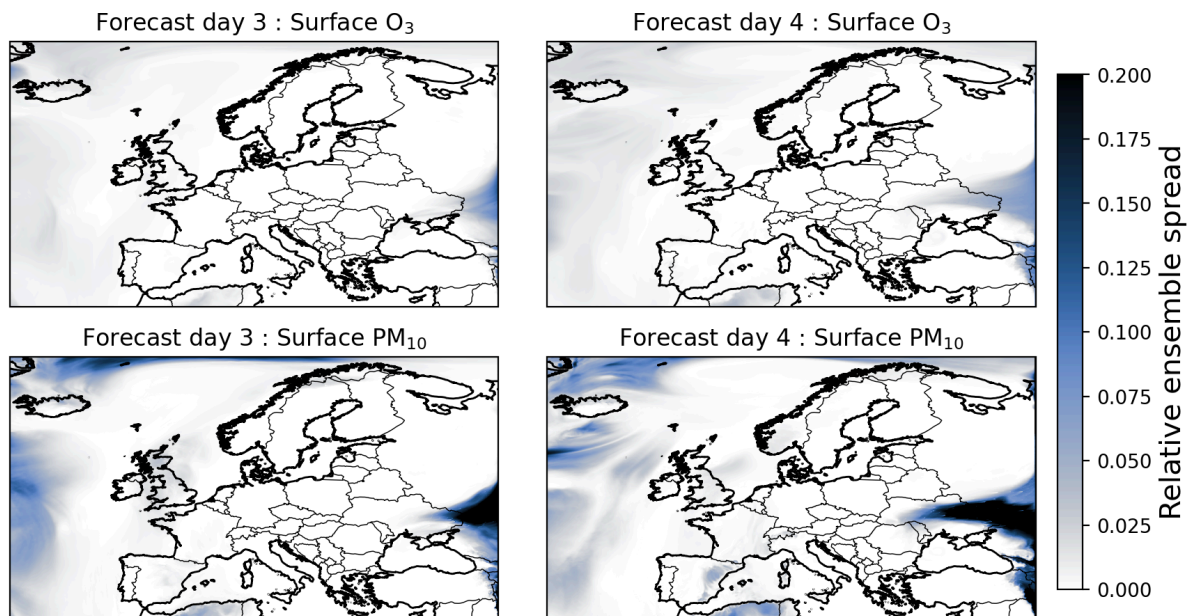 Forecast day 3 : Surface O₃
Forecast day 4 : Surface O₃
0.200
0.175
0.150
0.125
0.100
0.075
0.050
0.025
0.000
Relative ensemble spread
Forecast day 3 : Surface PM₁₀
Forecast day 4 : Surface PM₁₀